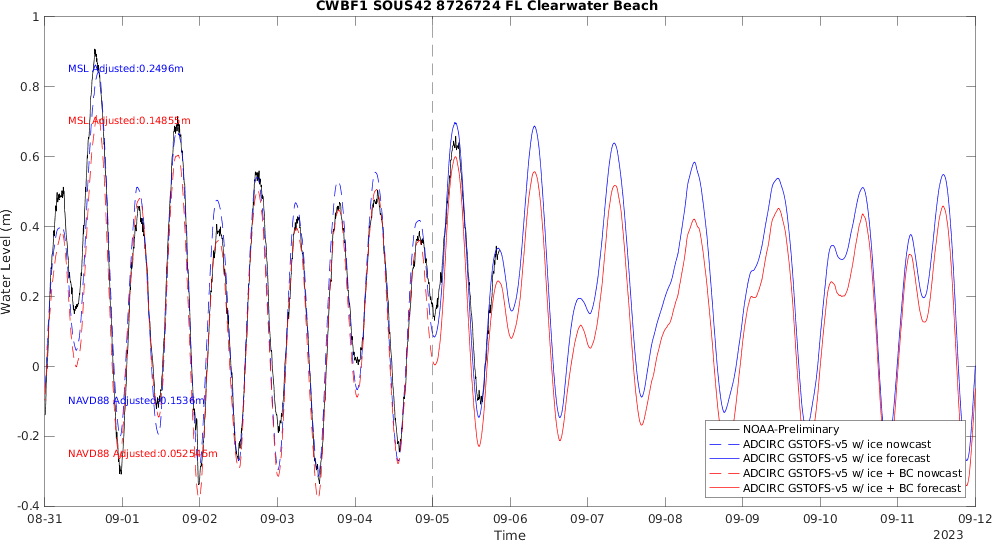 CWBF1 SOUS42 8726724 FL Clearwater Beach
1
0.8
0.6
0.4
0.2
0
-0.2
-0.4
Water Level (m)
MSL Adjusted:0.2496m
MSL Adjusted:0.14855m
NAVD88 Adjusted:0.1536m
NAVD88 Adjusted:0.052545m
NOAA-Preliminary
ADCIRC GSTOFS-v5 w/ ice nowcast
ADCIRC GSTOFS-v5 w/ ice forecast
ADCIRC GSTOFS-v5 w/ ice + BC nowcast
ADCIRC GSTOFS-v5 w/ ice + BC forecast
08-31 09-01 09-02 09-03 09-04 09-05 09-06 09-07 09-08 09-09 09-10 09-11 09-12
Time
2023